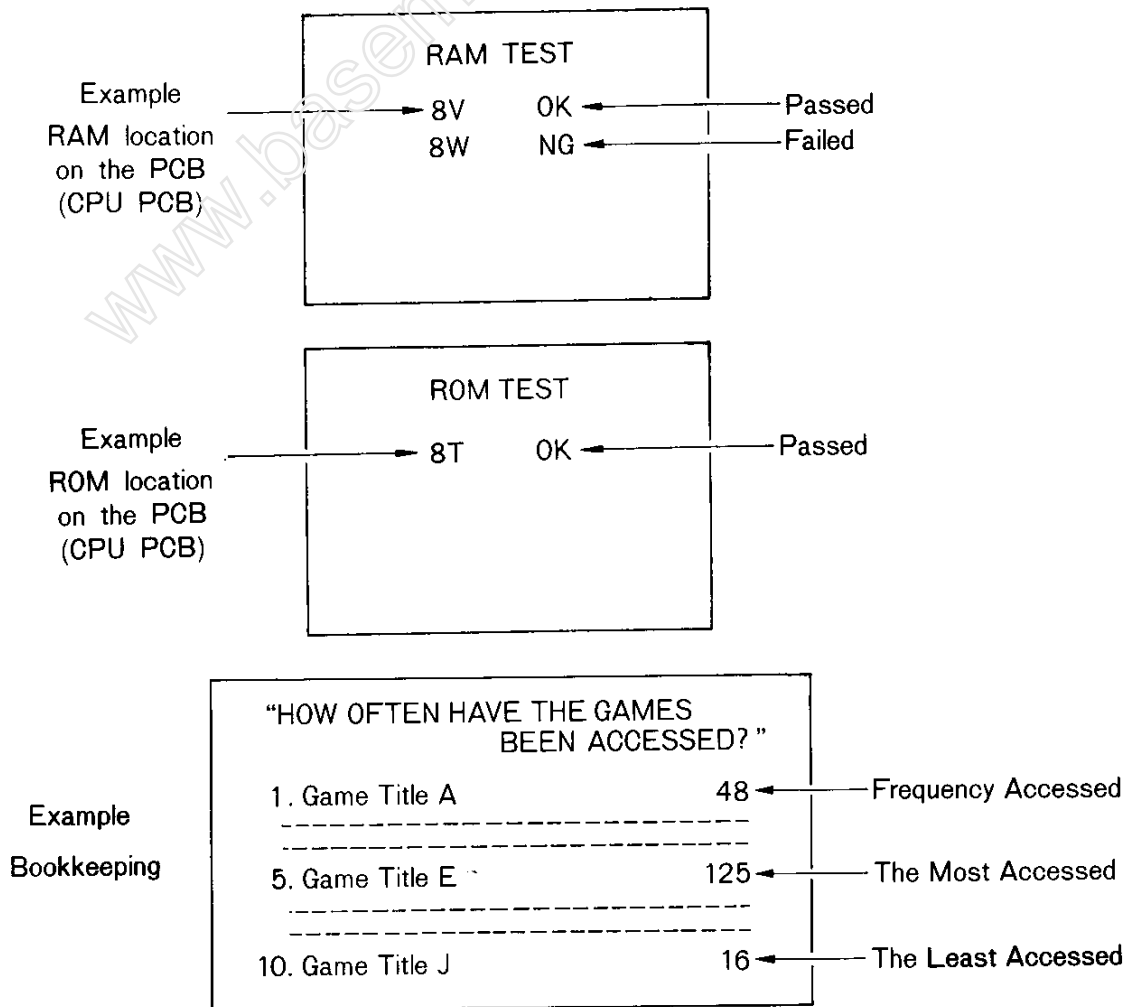 RAM TEST
Example
RAM location
on the PCB
(CPU PCB)
8V OK Passed
8W NG Failed
ROM TEST
Example
ROM location
on the PCB
(CPU PCB)
8T OK Passed
Example
Bookkeeping
“HOW OFTEN HAVE THE GAMES
BEEN ACCESSED?”
1. Game Title A 48 Frequency Accessed
5. Game Title E 125 The Most Accessed
10. Game Title J 16 The Least Accessed